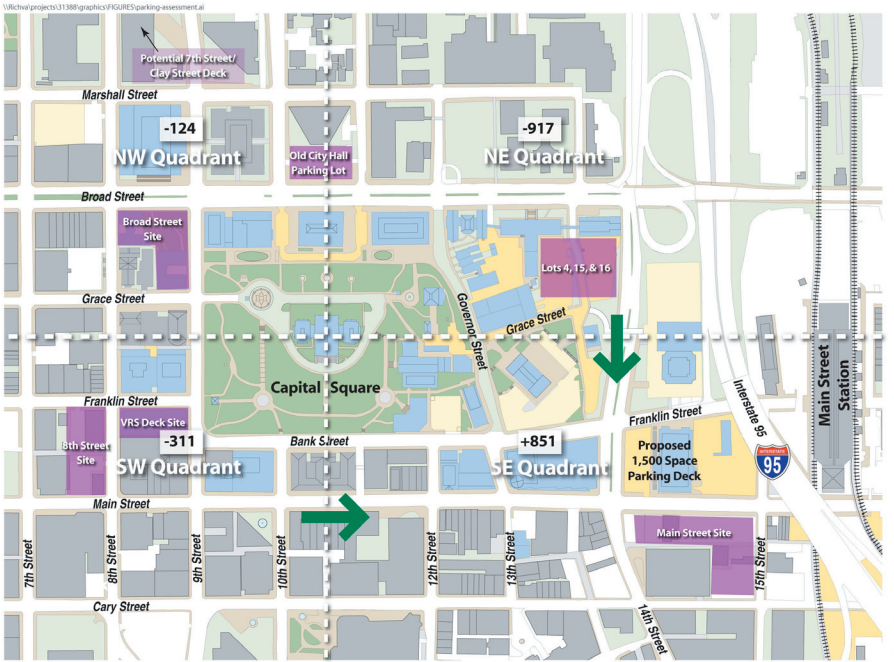 \\Richva\projects\31388\graphics\FIGURES\parking-assessment.ai
Potential 7th Street/
Clay Street Deck
Marshall Street
-124
NW Quadrant
Old City Hall
Parking Lot
-917
NE Quadrant
Broad Street
Broad Street
Site
Lots 4, 15, & 16
Grace Street
Governor Street
Grace Street
Capital Square
Main Street
Station
Franklin Street
Franklin Street
Interstate 95
INTERSTATE
95
8th Street
Site
VRS Deck Site
-311
SW Quadrant
Bank Street
+851
SE Quadrant
Proposed
1,500 Space
Parking Deck
Main Street
Main Street Site
7th Street
8th Street
9th Street
10th Street
12th Street
13th Street
14th Street
15th Street
Cary Street